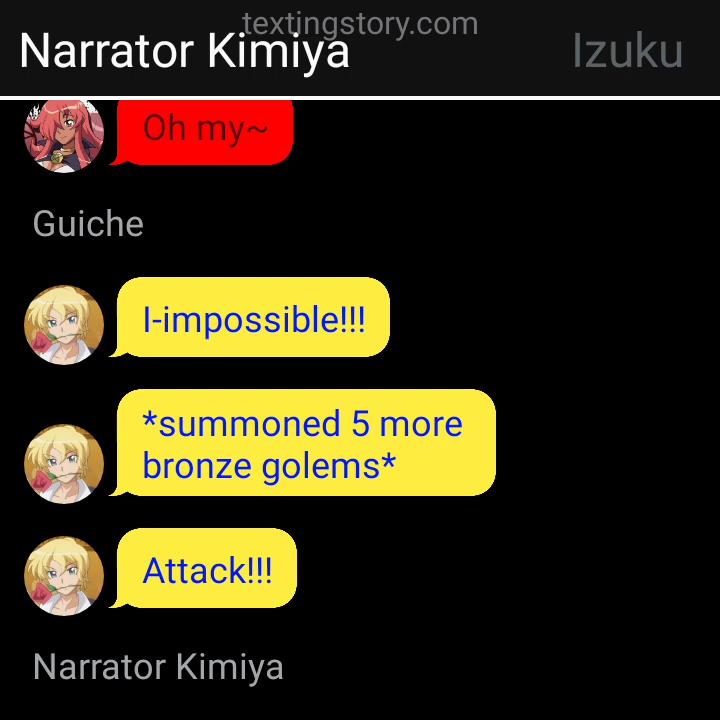 textingstory.com
Narrator Kimiya
Izuku
Oh my~
Guiche
I-impossible!!!
*summoned 5 more
bronze golems*
Attack!!!
Narrator Kimiya